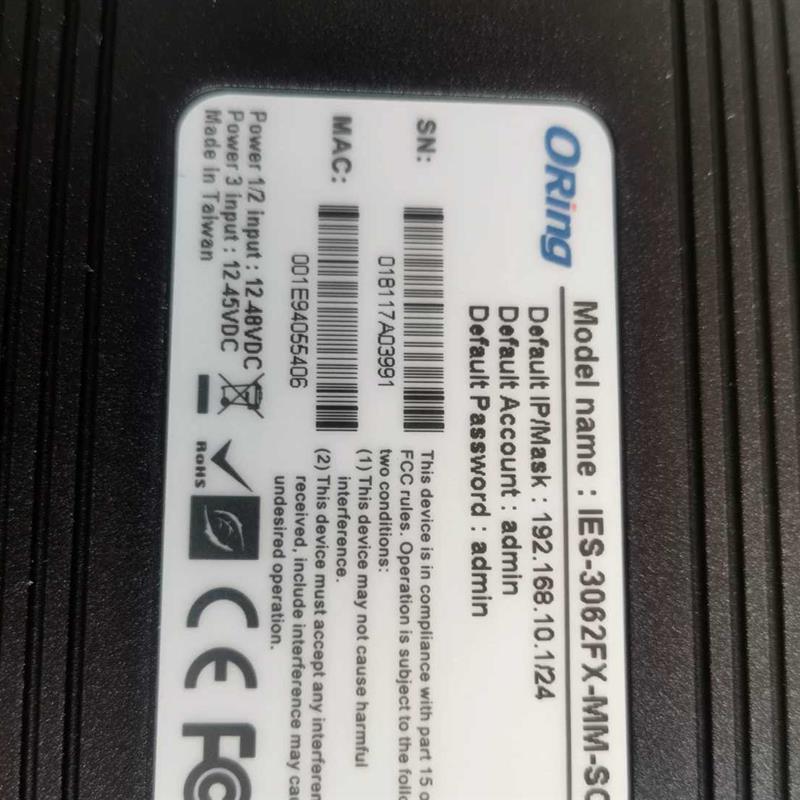 ORing
Model name : IES-3062FX-MM-SC
Default IP/Mask : 192.168.10.1/24
Default Account : admin
Default Password : admin
SN:
018117A03991
MAC:
001E94055406
Power 1/2 input : 12-48VDC
Power 3 input : 12-45VDC
Made in Taiwan
This device is in compliance with part 15 o
FCC rules. Operation is subject to the follo
two conditions:
(1) This device may not cause harmful
interference.
(2) This device must accept any interferen
received, include interference may ca
undesired operation.
RoHS
CE
FC